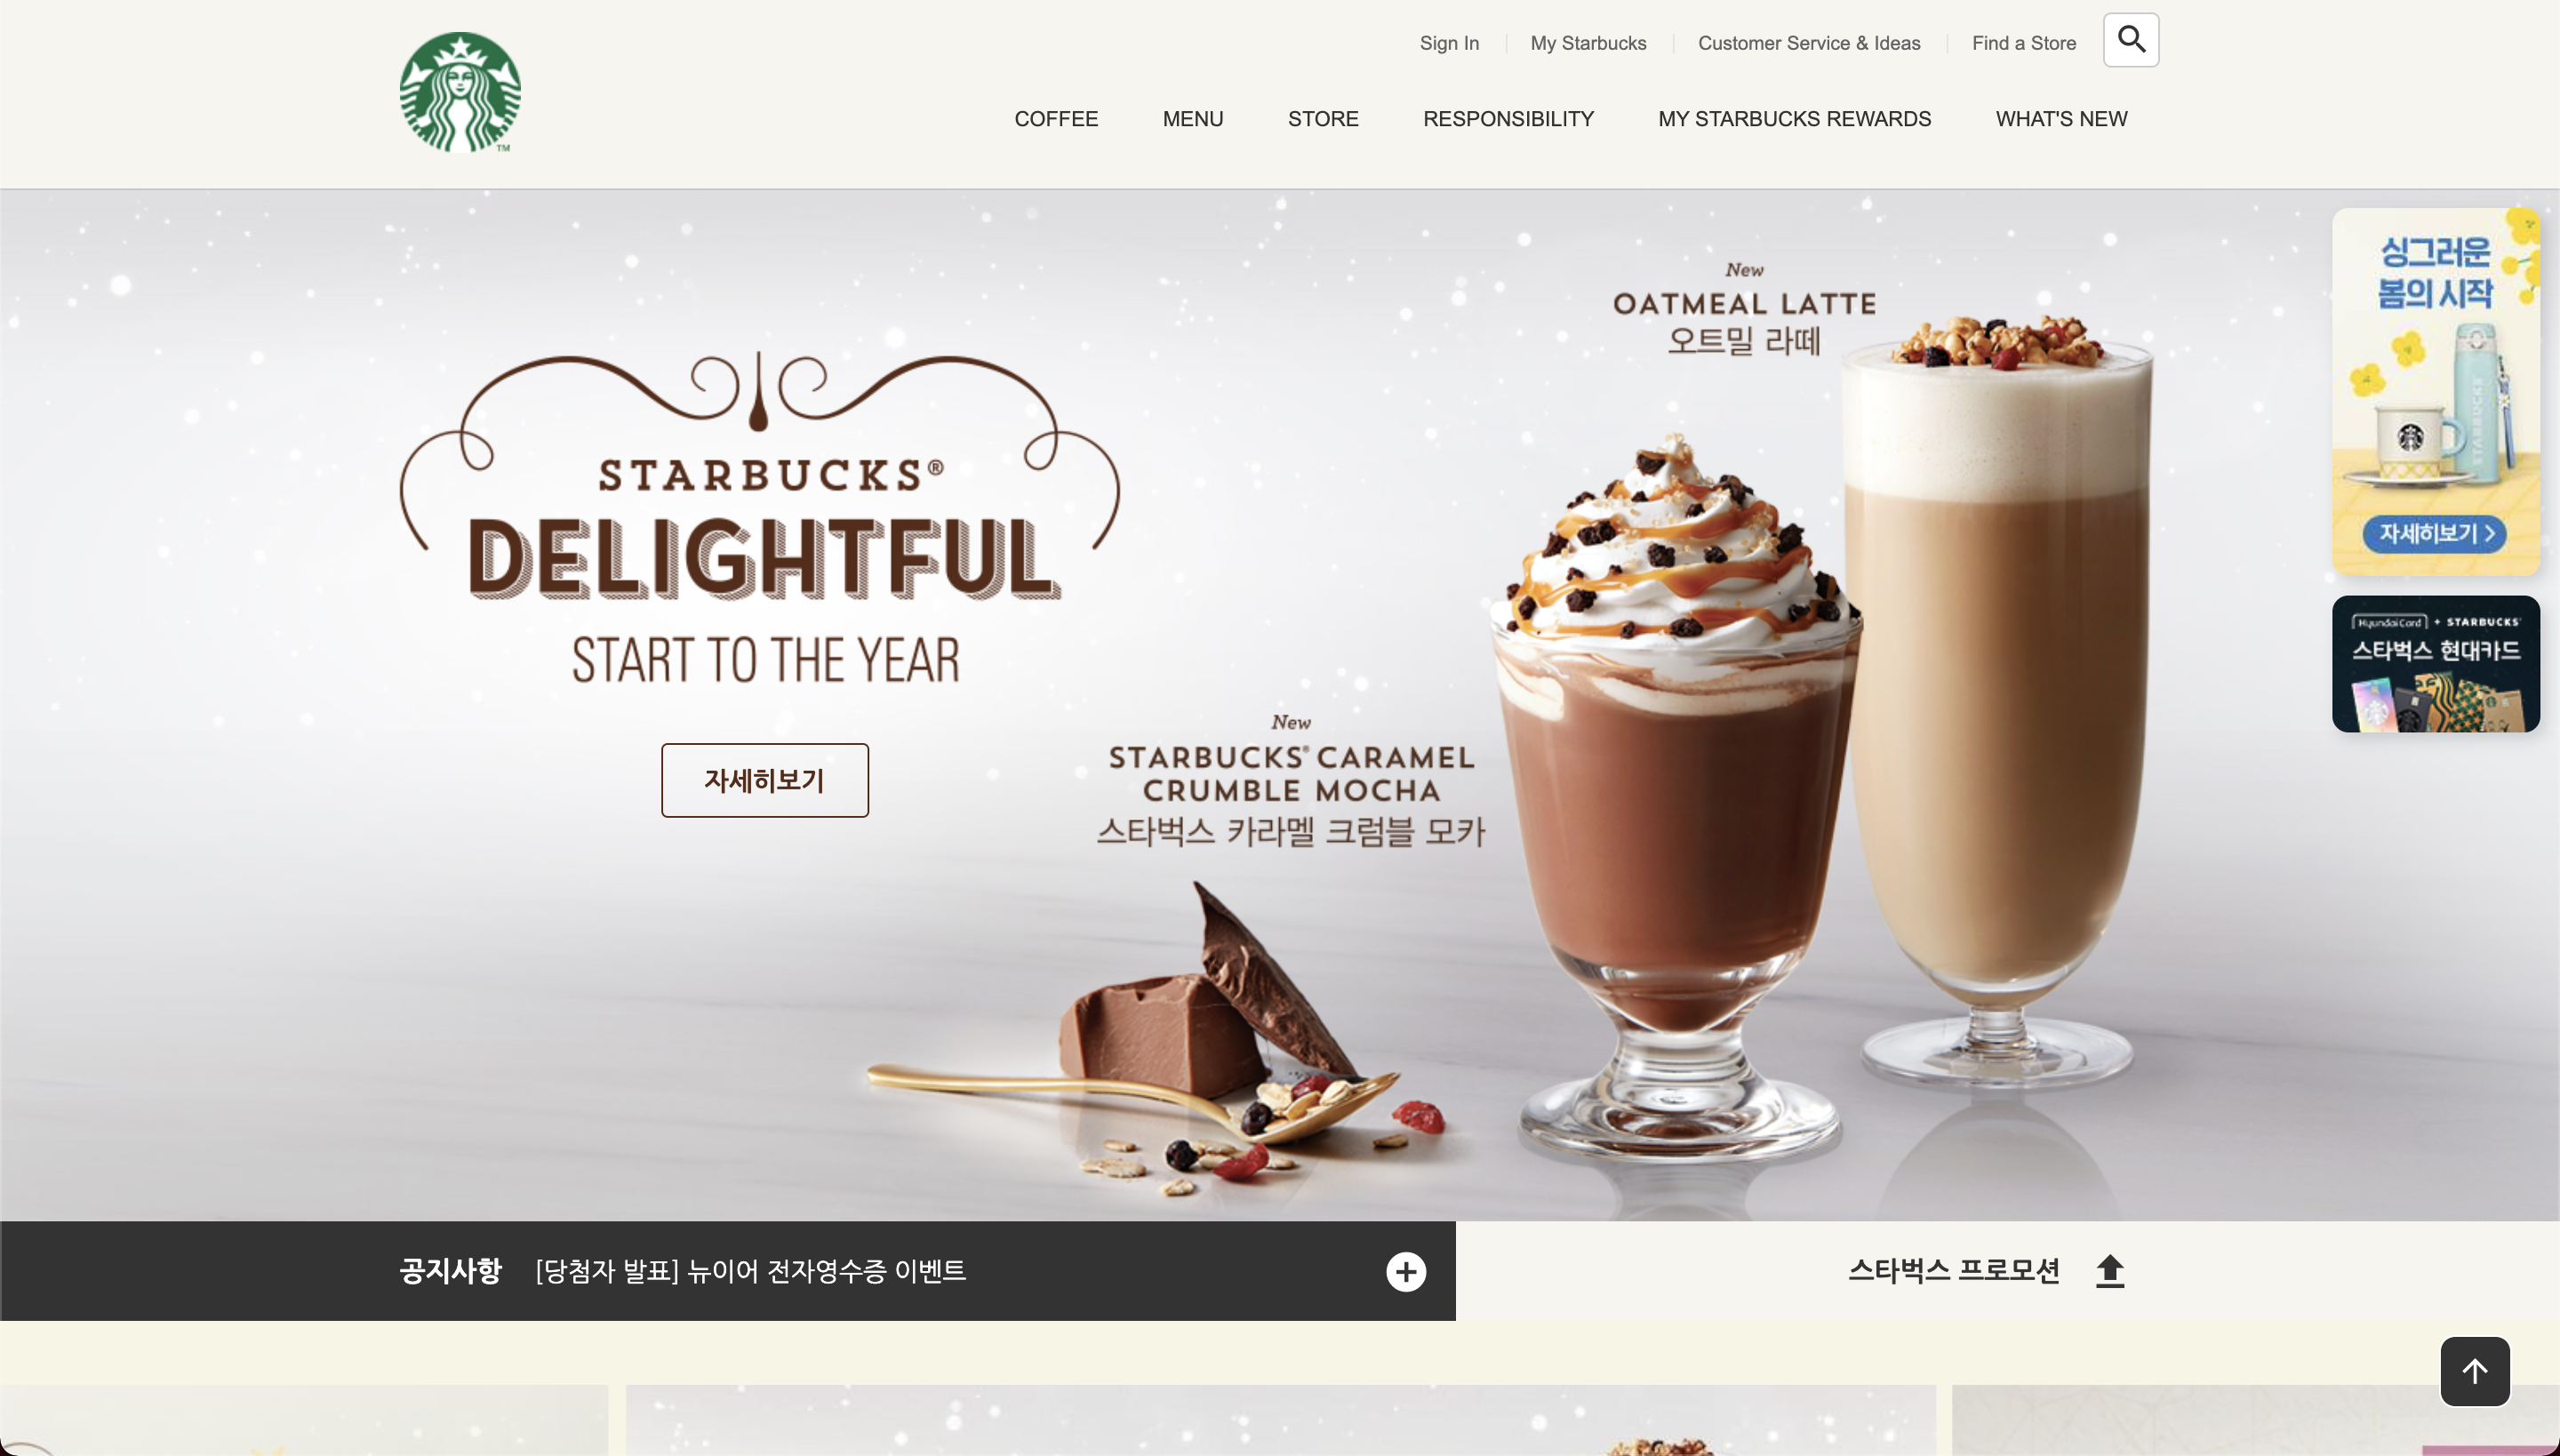 Sign In
My Starbucks
Customer Service & Ideas
Find a Store
TM
COFFEE
MENU
STORE
RESPONSIBILITY
MY STARBUCKS REWARDS
WHAT'S NEW
STARBUCKS®
DELIGHTFUL
START TO THE YEAR
자세히보기
New
OATMEAL LATTE
오트밀 라떼
New
STARBUCKS® CARAMEL
CRUMBLE MOCHA
스타벅스 카라멜 크럼블 모카
싱그러운
봄의 시작
STARBUCKS
자세히보기 >
HyundaiCard + STARBUCKS
스타벅스 현대카드
공지사항 [당첨자 발표] 뉴이어 전자영수증 이벤트
스타벅스 프로모션